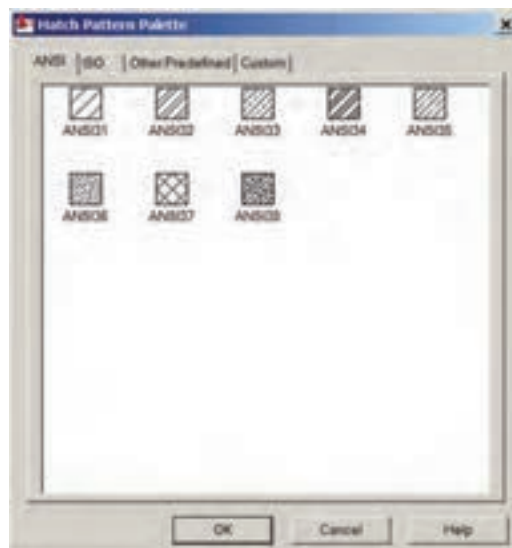 Hatch Pattern Palette
ANSI ISO Other Predefined Custom
ANSI31 ANSI32 ANSI33 ANSI34 ANSI35
ANSI36 ANSI37 ANSI38
OK Cancel Help